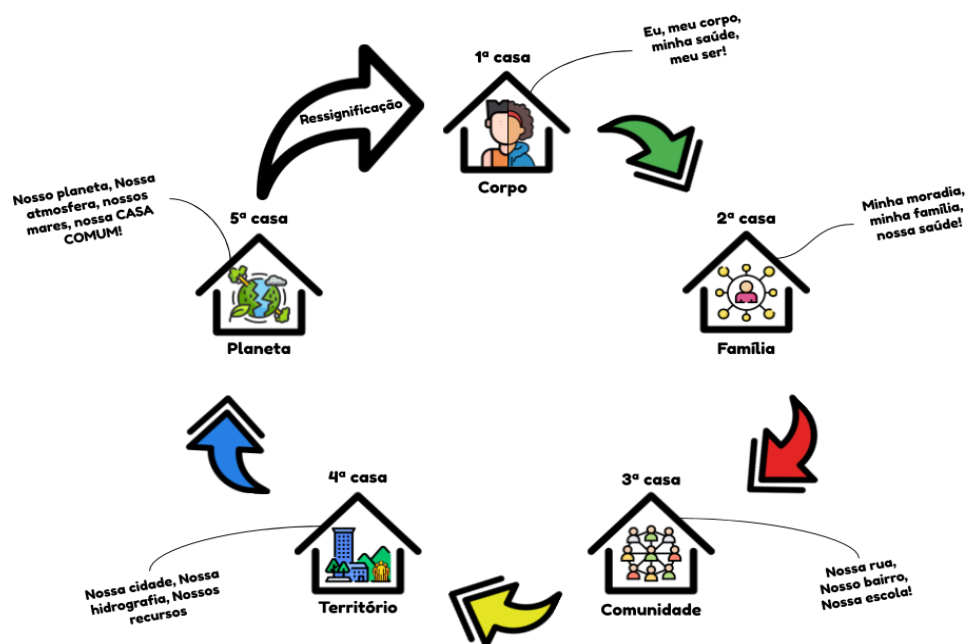 1ª casa
Corpo
Eu, meu corpo,
minha saúde,
meu ser!
Ressignificação
2ª casa
Família
Minha moradia,
minha família,
nossa saúde!
3ª casa
Comunidade
Nossa rua,
Nosso bairro,
Nossa escola!
4ª casa
Território
Nossa cidade, Nossa
hidrografia, Nossos
recursos
5ª casa
Planeta
Nosso planeta, Nossa
atmosfera, nossos
mares, nossa CASA
COMUM!